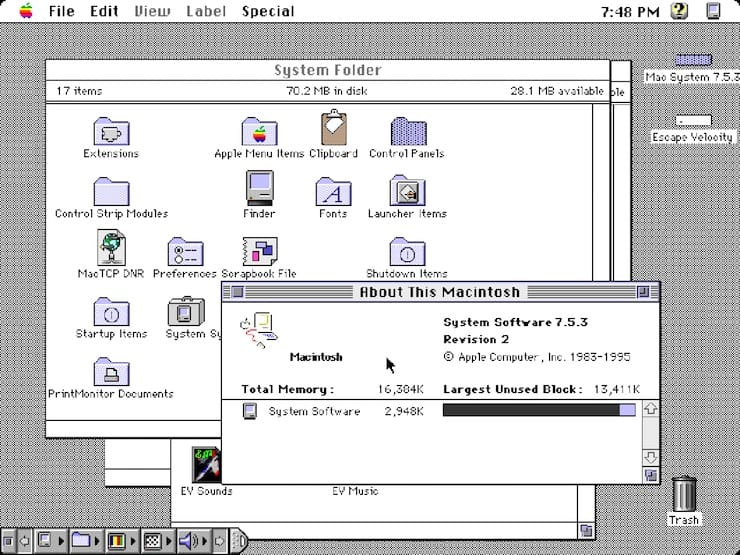 File Edit View Label Special 7:48 PM
System Folder
17 items 70.2 MB in disk 28.1 MB available ble
Mac System 7.5.3
Extensions Apple Menu Items Clipboard Control Panels
Escape Velocity
Control Strip Modules Finder Fonts Launcher Items
MacTCP DNR Preferences Scrapbook File Shutdown Items
About This Macintosh
Startup Items System Su
System Software 7.5.3
Revision 2
Macintosh
© Apple Computer, Inc. 1983-1995
PrintMonitor Documents
Total Memory : 16,384K Largest Unused Block : 13,411K
System Software 2,948K
EV Sounds EV Music
Trash